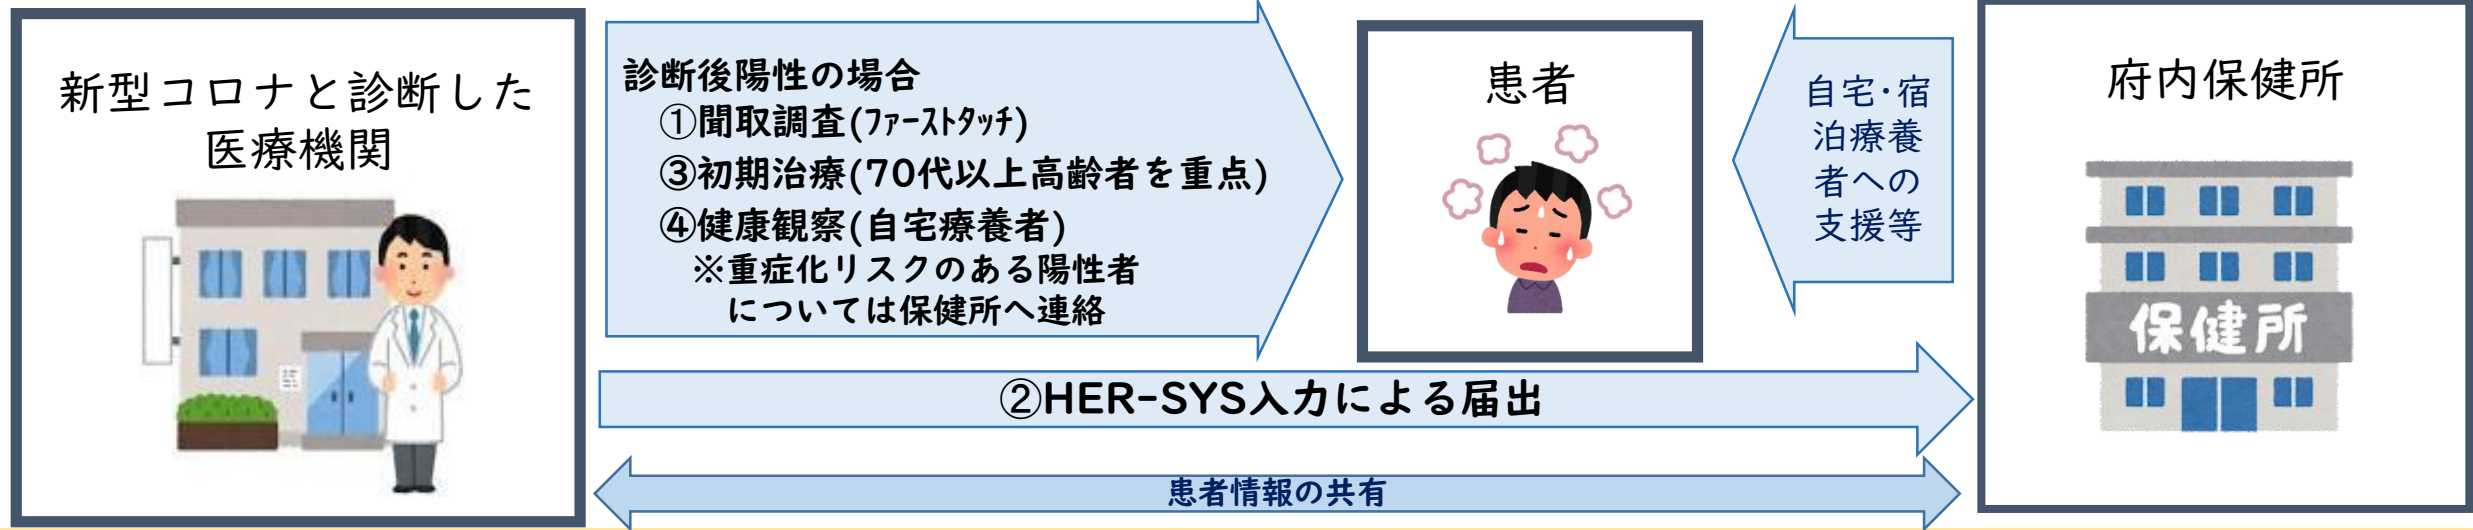 新型コロナと診断した
医療機関
診断後陽性の場合
①聞取調査(ﾌｧｰｽﾄﾀｯﾁ)
③初期治療(70代以上高齢者を重点)
④健康観察(自宅療養者)
※重症化リスクのある陽性者
については保健所へ連絡
患者
自宅･宿
泊療養
者への
支援等
府内保健所
保健所
②HER-SYS入力による届出
患者情報の共有